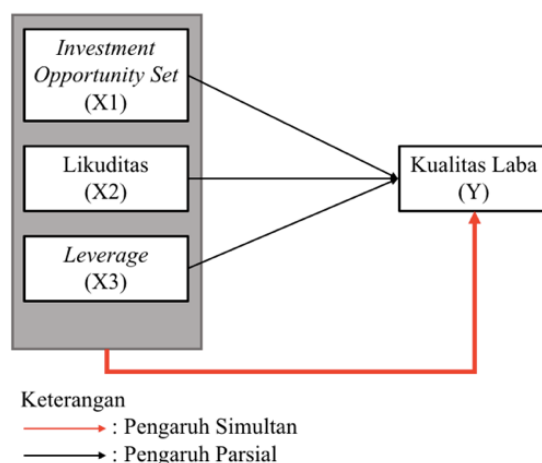 Investment
Opportunity Set
(X1)
Likuditas
(X2)
Leverage
(X3)
Kualitas Laba
(Y)
Keterangan
: Pengaruh Simultan
: Pengaruh Parsial